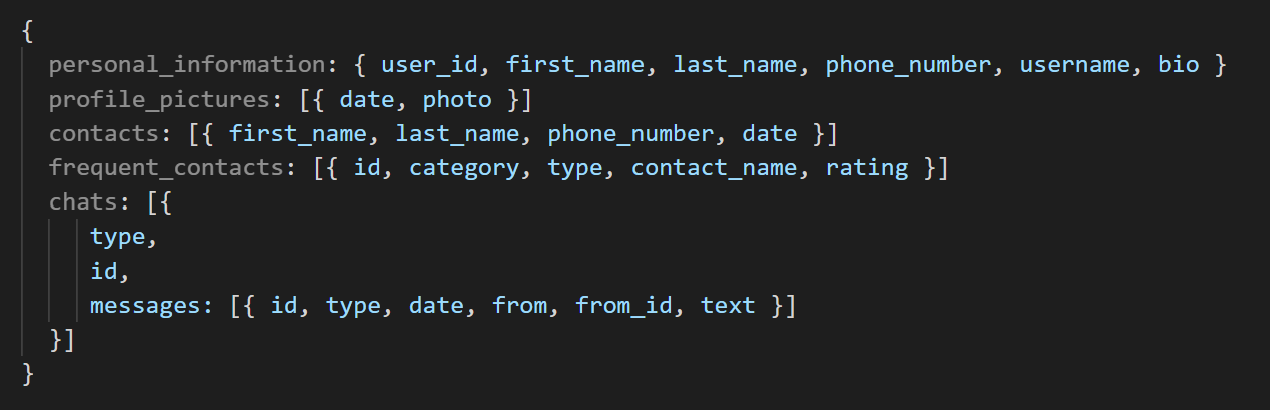 {
personal_information: { user_id, first_name, last_name, phone_number, username, bio }
profile_pictures: [{ date, photo }]
contacts: [{ first_name, last_name, phone_number, date }]
frequent_contacts: [{ id, category, type, contact_name, rating }]
chats: [{
type,
id,
messages: [{ id, type, date, from, from_id, text }]
}]
}